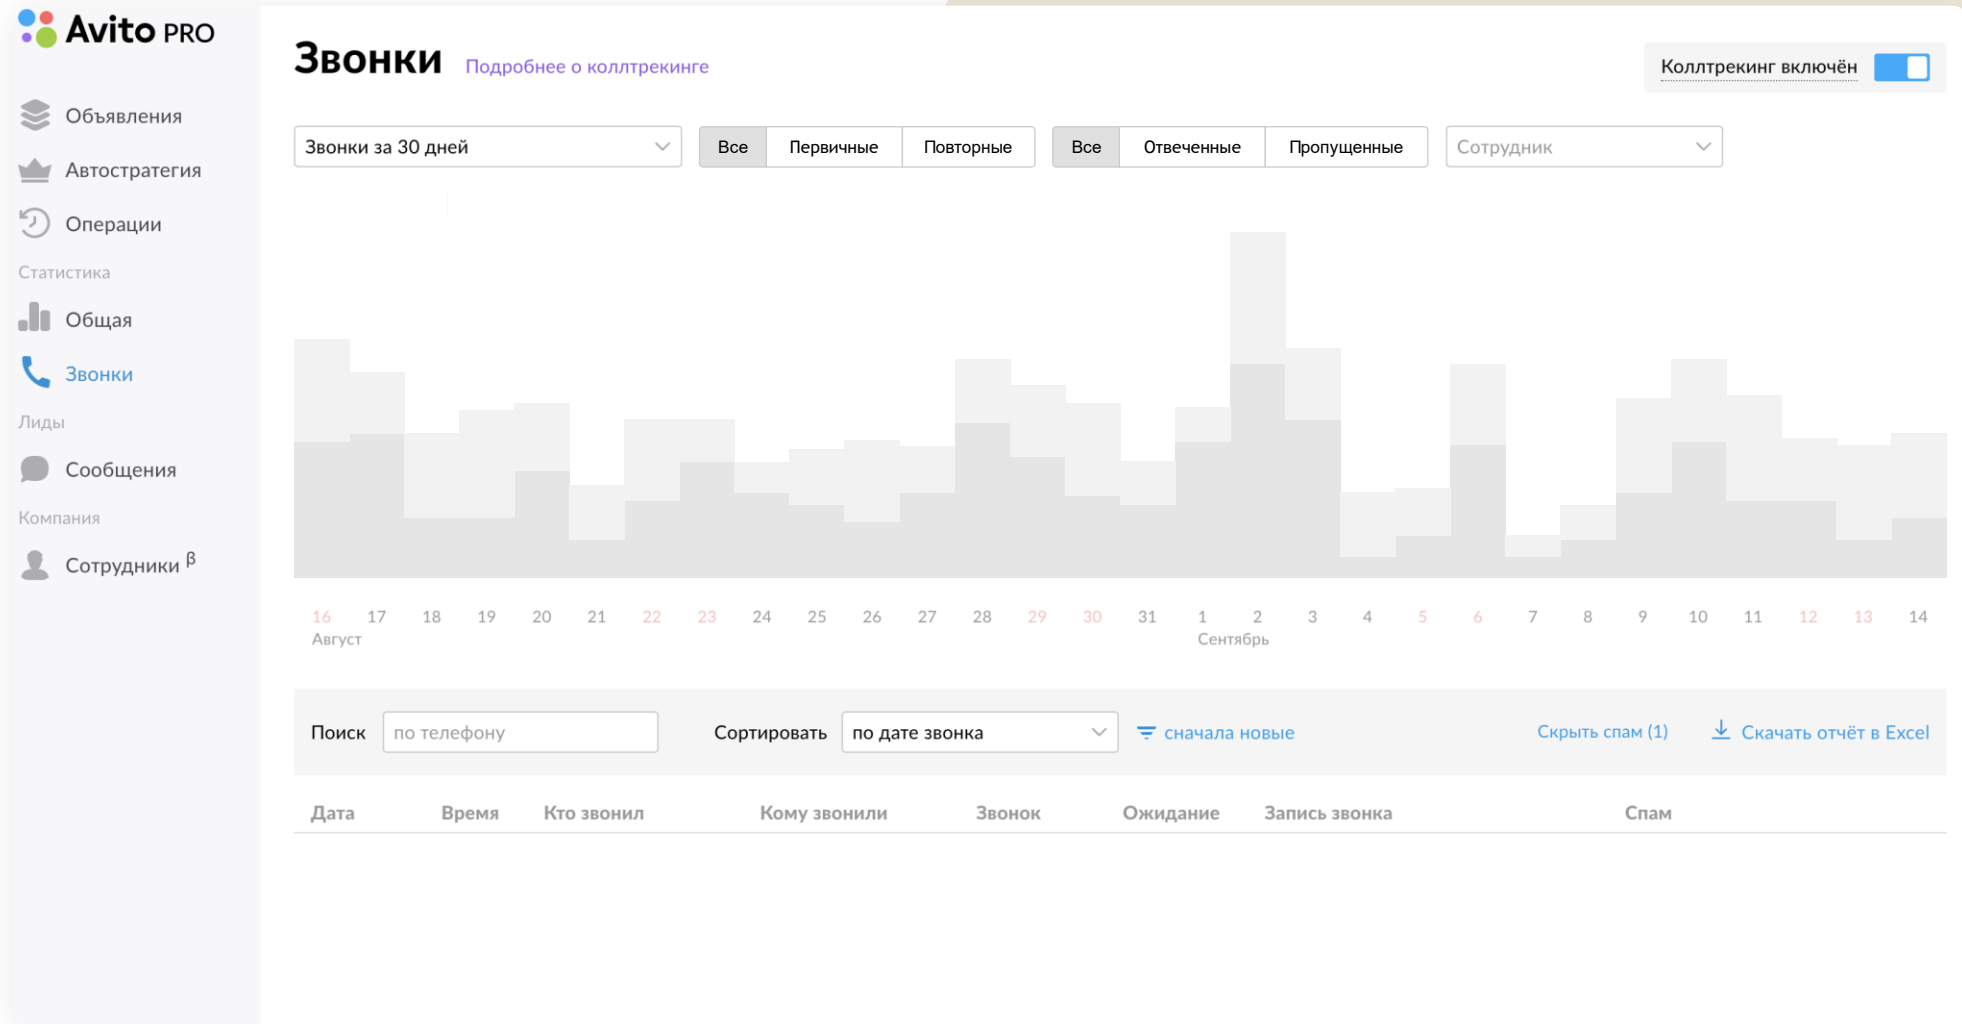 Avito PRO
Объявления
Автостратегия
Операции
Статистика
Общая
Звонки
Лиды
Сообщения
Компания
Сотрудники β
Звонки Подробнее о коллтрекинге
Коллтрекинг включён
Звонки за 30 дней Все Первичные Повторные Все Отвеченные Пропущенные Сотрудник
16 17 18 19 20 21 22 23 24 25 26 27 28 29 30 31 1 2 3 4 5 6 7 8 9 10 11 12 13 14
Август Сентябрь
Поиск по телефону Сортировать по дате звонка сначала новые Скрыть спам (1) Скачать отчёт в Excel
Дата Время Кто звонил Кому звонили Звонок Ожидание Запись звонка Спам